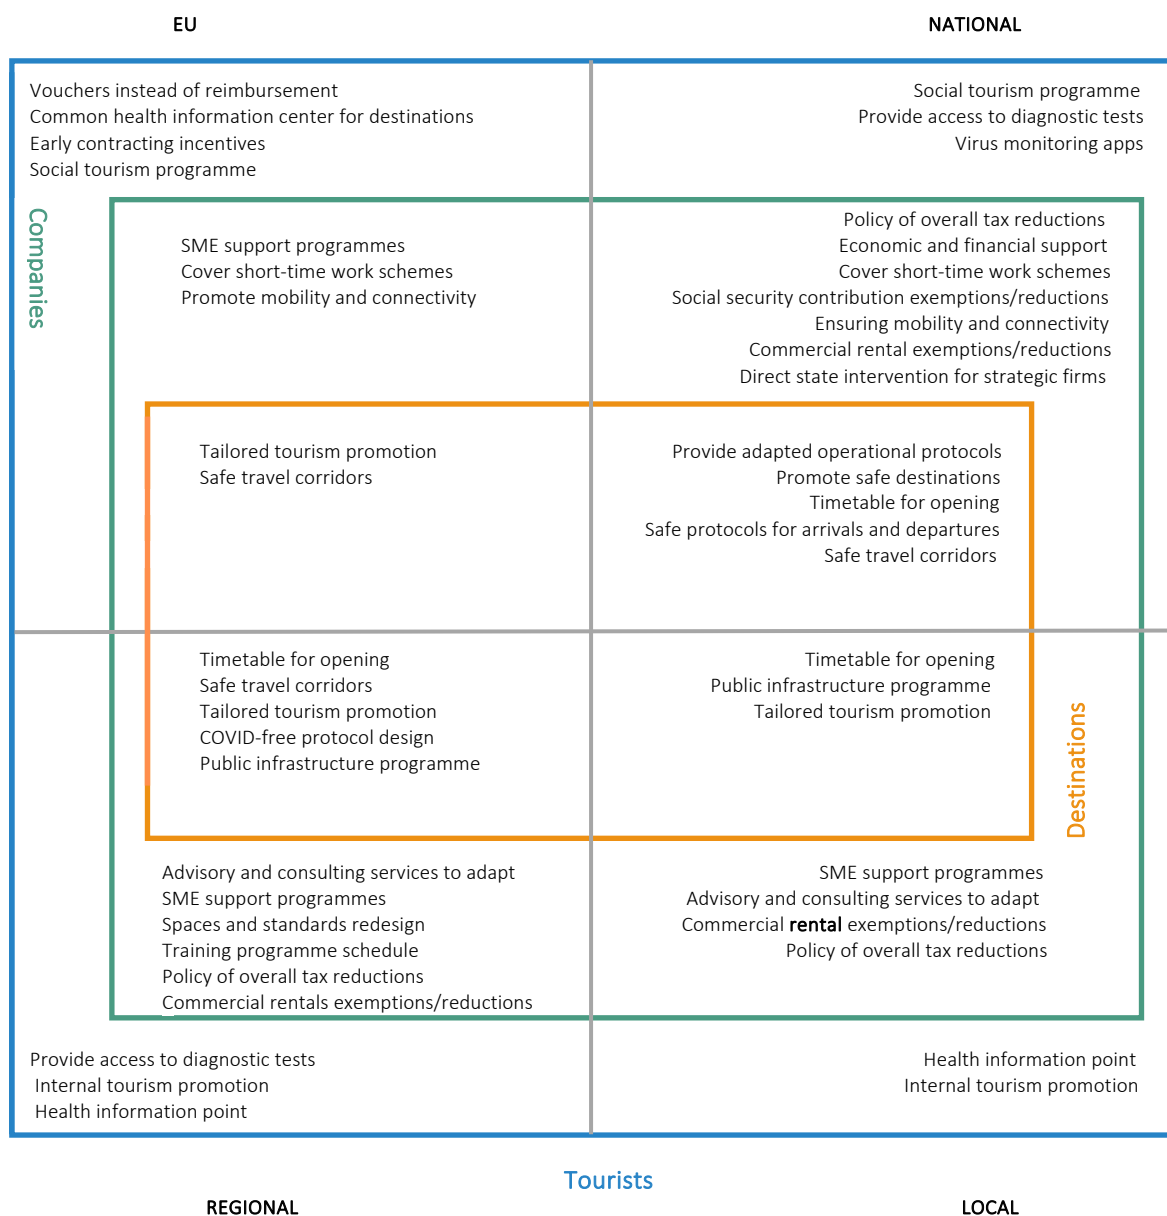 EU
NATIONAL
Vouchers instead of reimbursement
Common health information center for destinations
Early contracting incentives
Social tourism programme
Social tourism programme
Provide access to diagnostic tests
Virus monitoring apps
Companies
SME support programmes
Cover short-time work schemes
Promote mobility and connectivity
Policy of overall tax reductions
Economic and financial support
Cover short-time work schemes
Social security contribution exemptions/reductions
Ensuring mobility and connectivity
Commercial rental exemptions/reductions
Direct state intervention for strategic firms
Tailored tourism promotion
Safe travel corridors
Provide adapted operational protocols
Promote safe destinations
Timetable for opening
Safe protocols for arrivals and departures
Safe travel corridors
Timetable for opening
Safe travel corridors
Tailored tourism promotion
COVID-free protocol design
Public infrastructure programme
Timetable for opening
Public infrastructure programme
Tailored tourism promotion
Destinations
Advisory and consulting services to adapt
SME support programmes
Spaces and standards redesign
Training programme schedule
Policy of overall tax reductions
Commercial rentals exemptions/reductions
SME support programmes
Advisory and consulting services to adapt
Commercial rental exemptions/reductions
Policy of overall tax reductions
Provide access to diagnostic tests
Internal tourism promotion
Health information point
Health information point
Internal tourism promotion
Tourists
REGIONAL
LOCAL